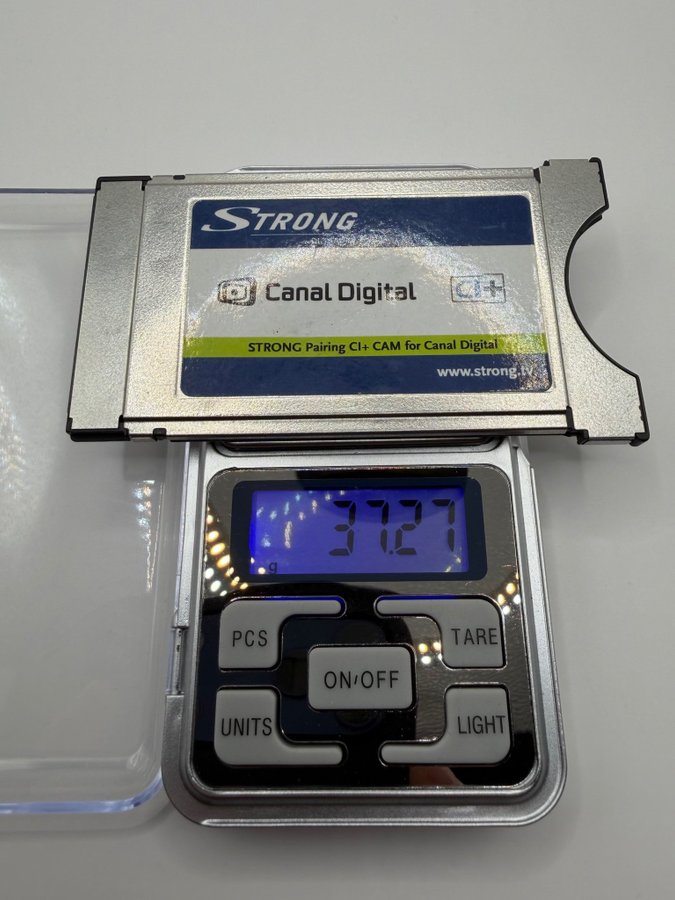 STRONG
Canal Digital
CI+
STRONG Pairing CI+ CAM for Canal Digital
www.strong.tv
37.27
g
PCS
TARE
ON/OFF
UNITS
LIGHT